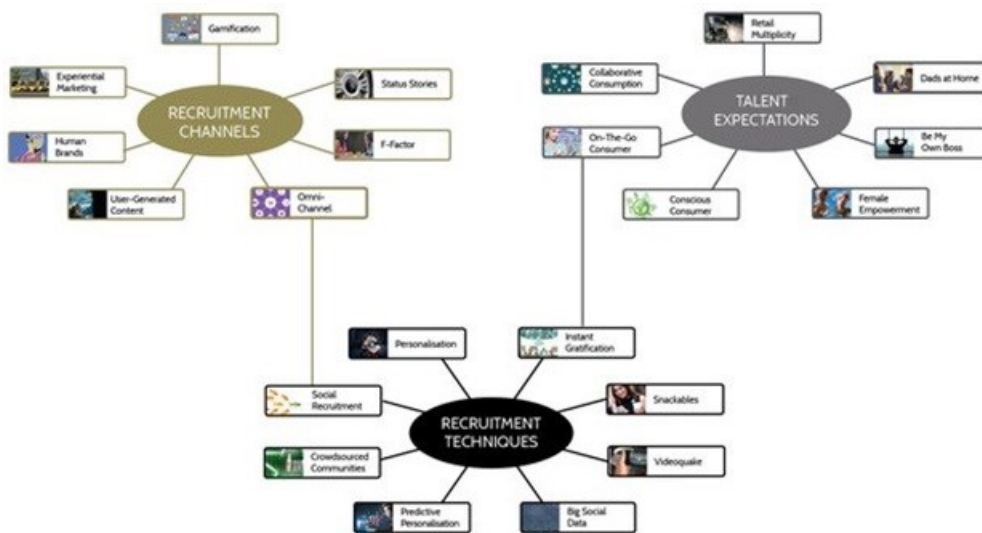 Gamification
Experiential
Marketing
Status Stories
RECRUITMENT
CHANNELS
Human
Brands
F-Factor
User-Generated
Content
Omni-
Channel
Retail
Multiplicity
Collaborative
Consumption
Dads at Home
TALENT
EXPECTATIONS
On-The-Go
Consumer
Be My
Own Boss
Conscious
Consumer
Female
Empowerment
Personalisation
Instant
Gratification
Social
Recruitment
Snackables
RECRUITMENT
TECHNIQUES
Crowdsourced
Communities
Videoquake
Predictive
Personalisation
Big Social
Data